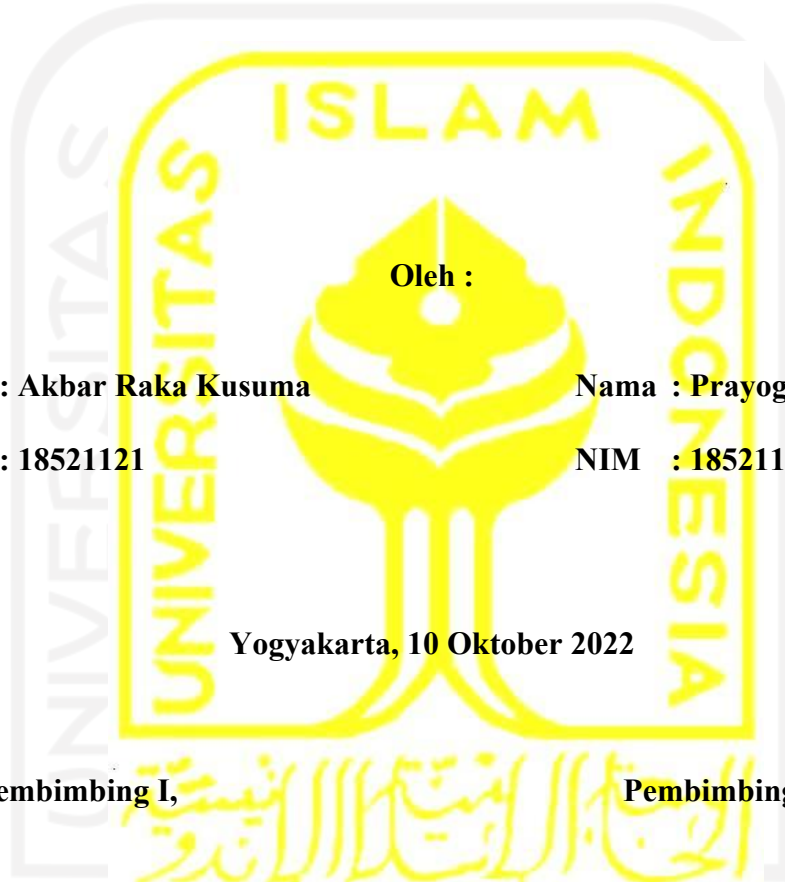 ISLAM
UNIVERSITAS
INDONESIA
Oleh :
: Akbar Raka Kusuma Nama : Prayog
: 18521121 NIM : 185211
Yogyakarta, 10 Oktober 2022
embimbing I, Pembimbing